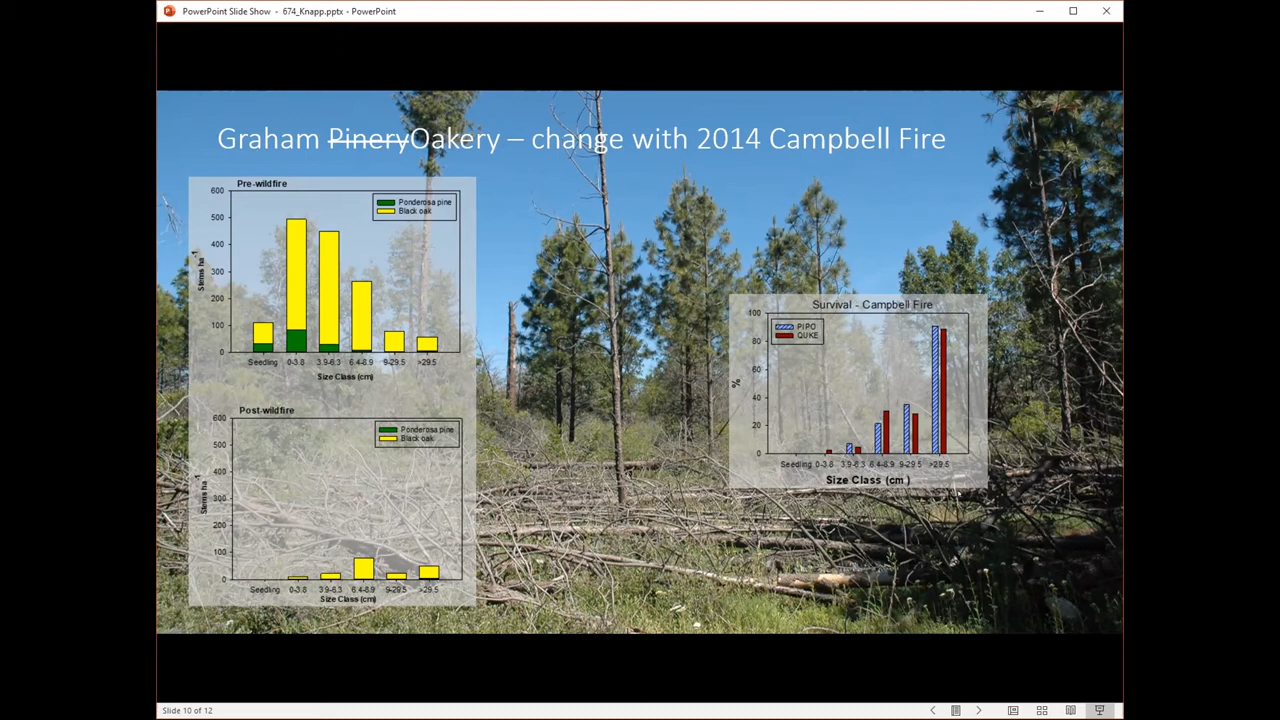 PowerPoint Slide Show - 674_Knapp.pptx - PowerPoint
Graham PineryOakery – change with 2014 Campbell Fire
Pre-wildfire
600
500
400
300
200
100
0
Stems ha -1
Ponderosa pine
Black oak
Seedling 0-3.8 3.9-6.3 6.4-8.9 9-29.5 >29.5
Size Class (cm)
Post-wildfire
600
500
400
300
200
100
0
Stems ha -1
Ponderosa pine
Black oak
Seedling 0-3.8 3.9-6.3 6.4-8.9 9-29.5 >29.5
Size Class (cm)
Survival - Campbell Fire
100
80
60
40
20
0
%
PIPO
QUKE
Seedling 0-3.8 3.9-6.3 6.4-8.9 9-29.5 >29.5
Size Class (cm )
Slide 10 of 12